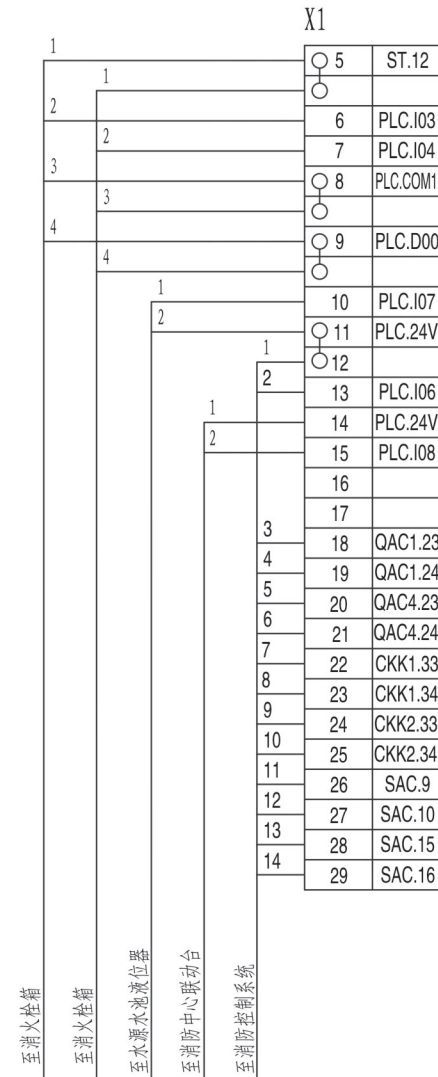 X1
1
5 ST.12
1
2
6 PLC.I03
2
7 PLC.I04
3
8 PLC.COM1
3
4
9 PLC.D00
4
1
10 PLC.I07
2
11 PLC.24V
1
12
2
13 PLC.I06
1
14 PLC.24V
2
15 PLC.I08
16
17
3
18 QAC1.23
4
19 QAC1.24
5
20 QAC4.23
6
21 QAC4.24
7
22 CKK1.33
8
23 CKK1.34
9
24 CKK2.33
10
25 CKK2.34
11
26 SAC.9
12
27 SAC.10
13
28 SAC.15
14
29 SAC.16
至消火栓箱
至消火栓箱
至水源水池液位器
至消防中心联动台
至消防控制系统